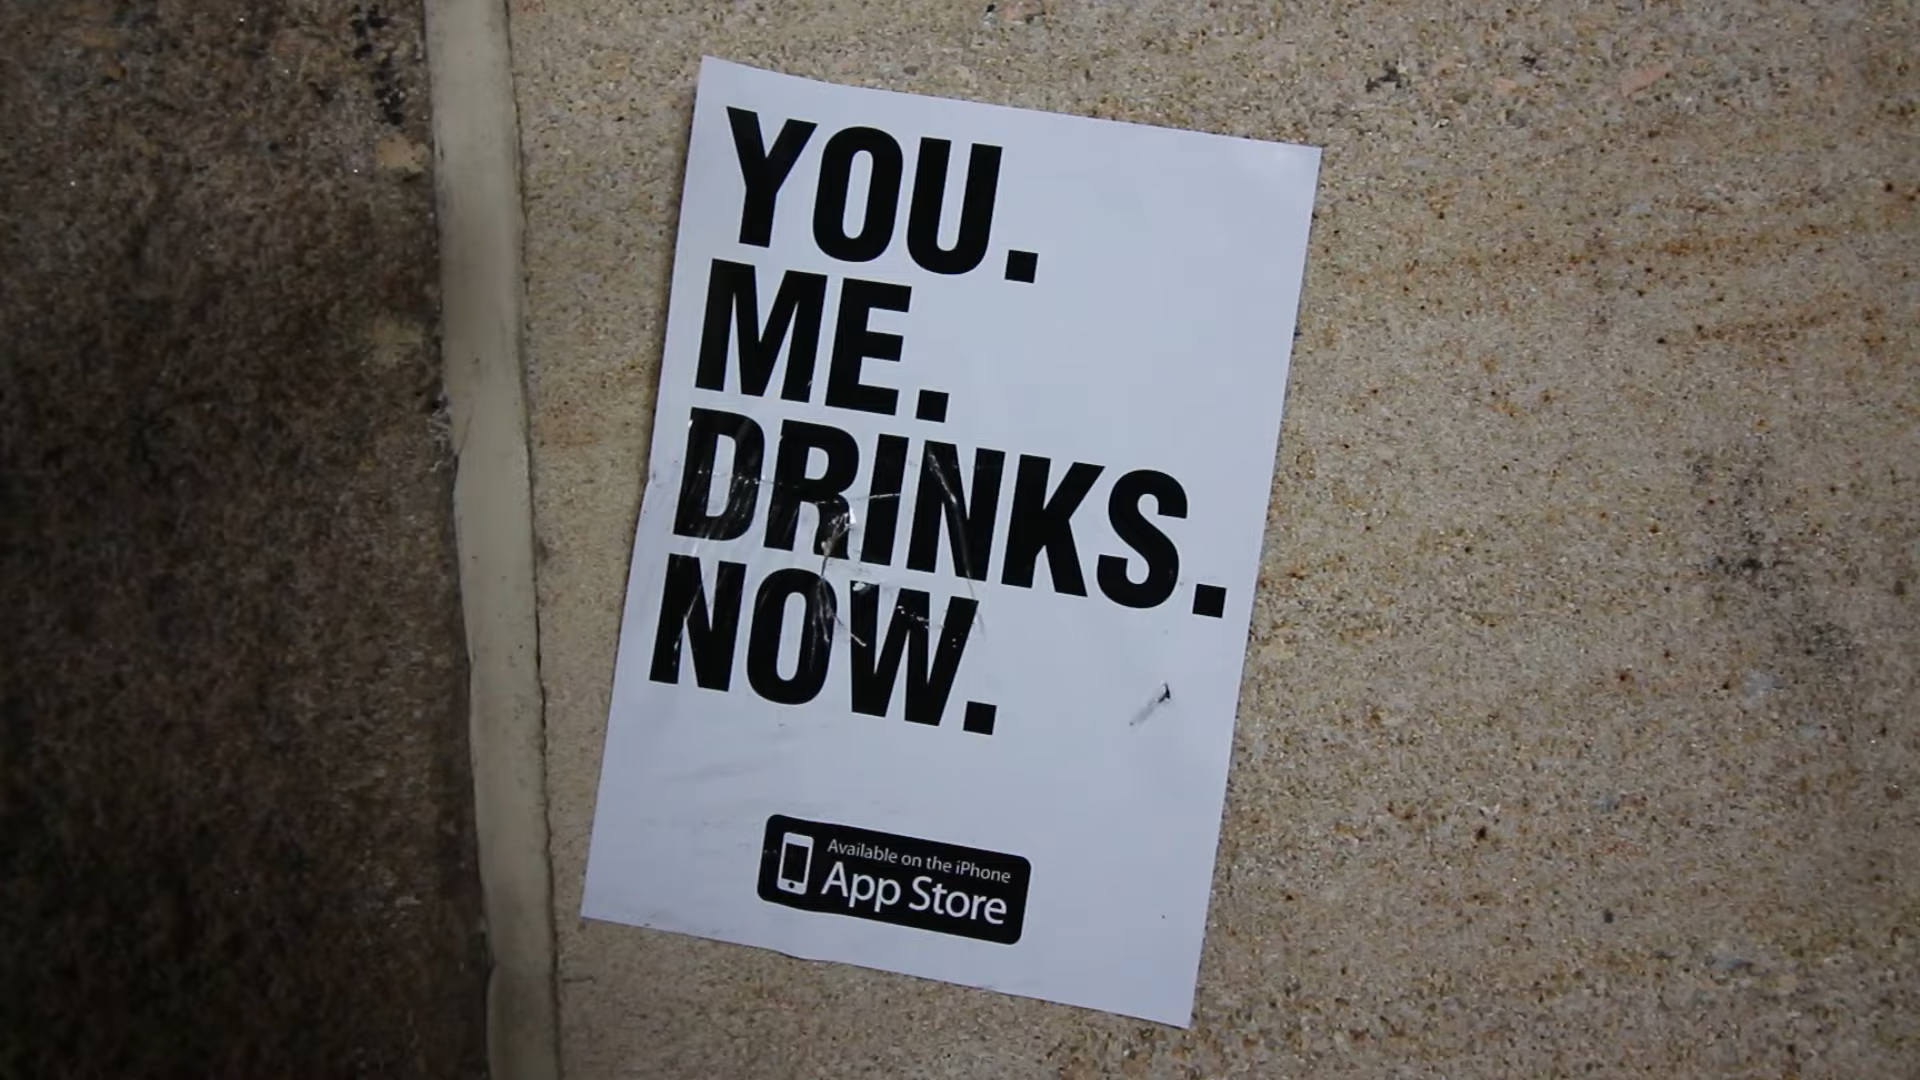 YOU.
ME.
DRINKS.
NOW.
Available on the iPhone
App Store